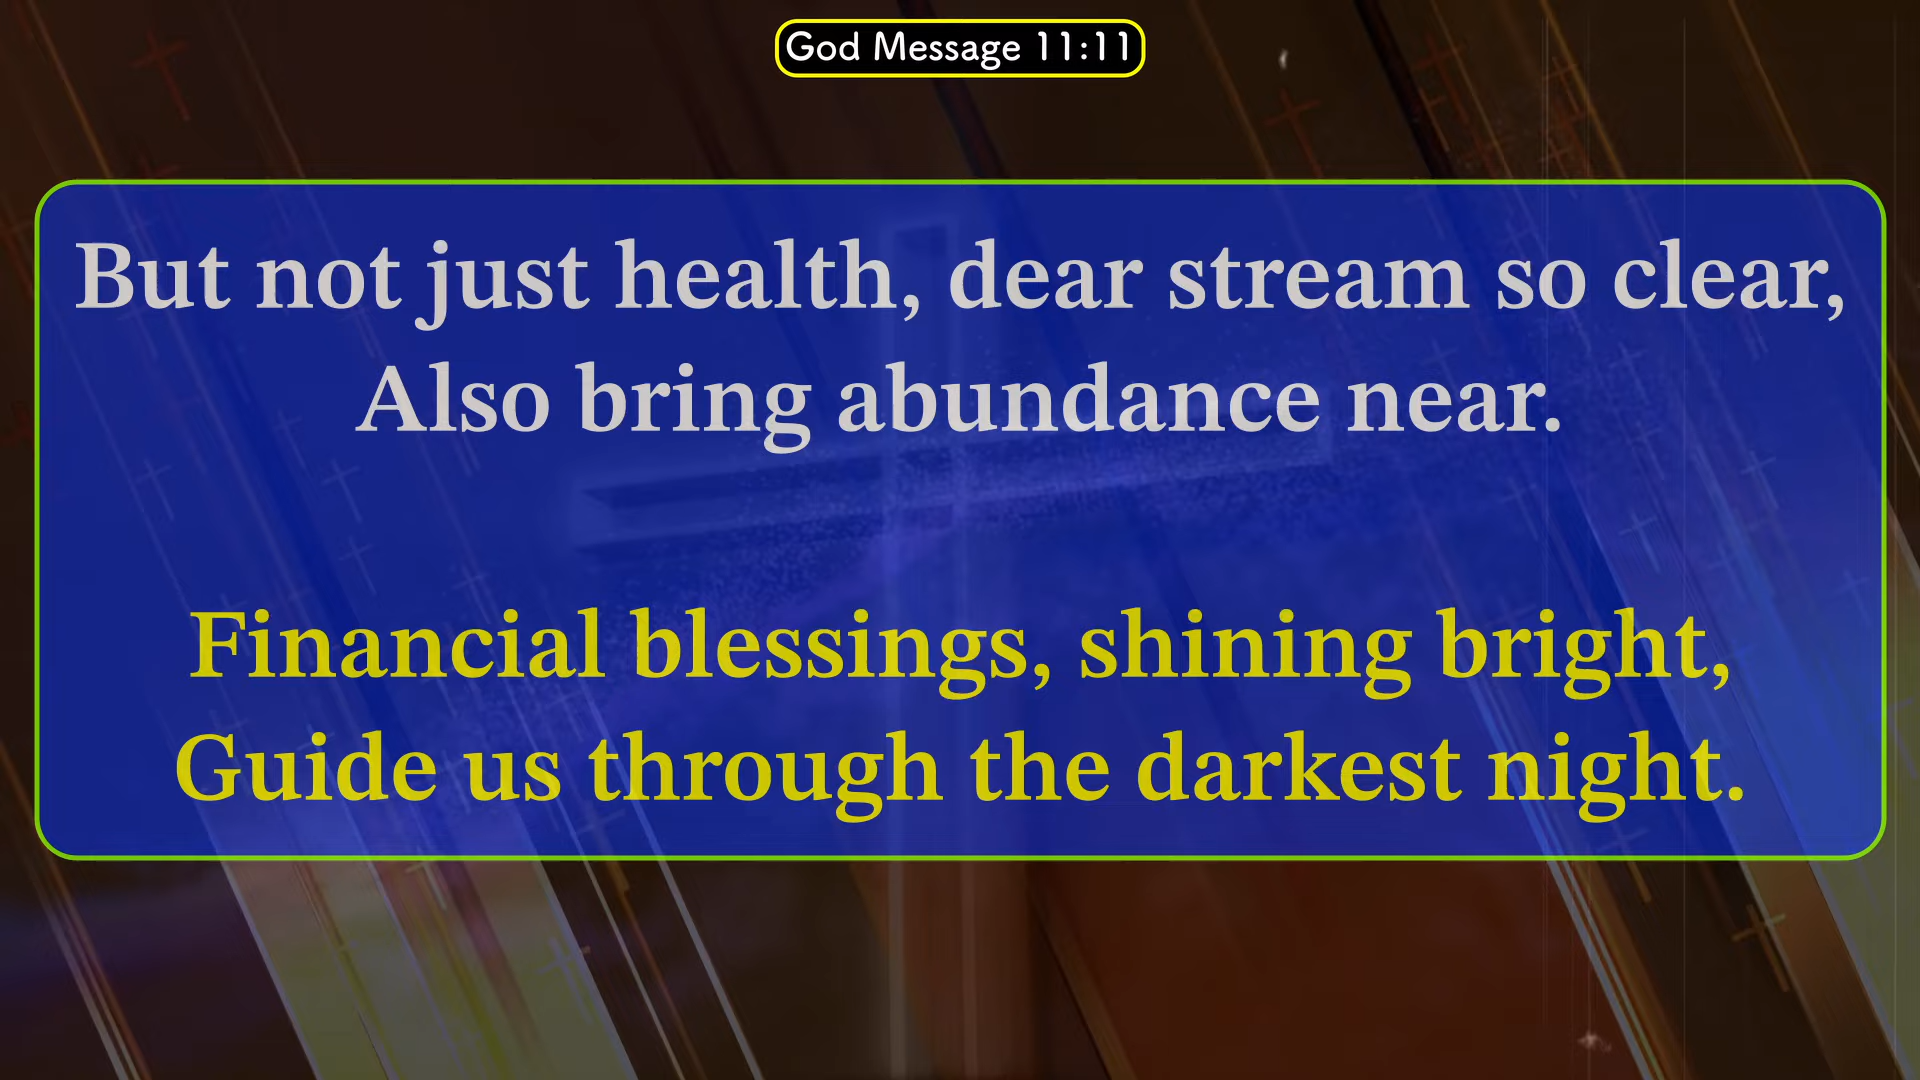 God Message 11:11
But not just health, dear stream so clear,
Also bring abundance near.
Financial blessings, shining bright,
Guide us through the darkest night.